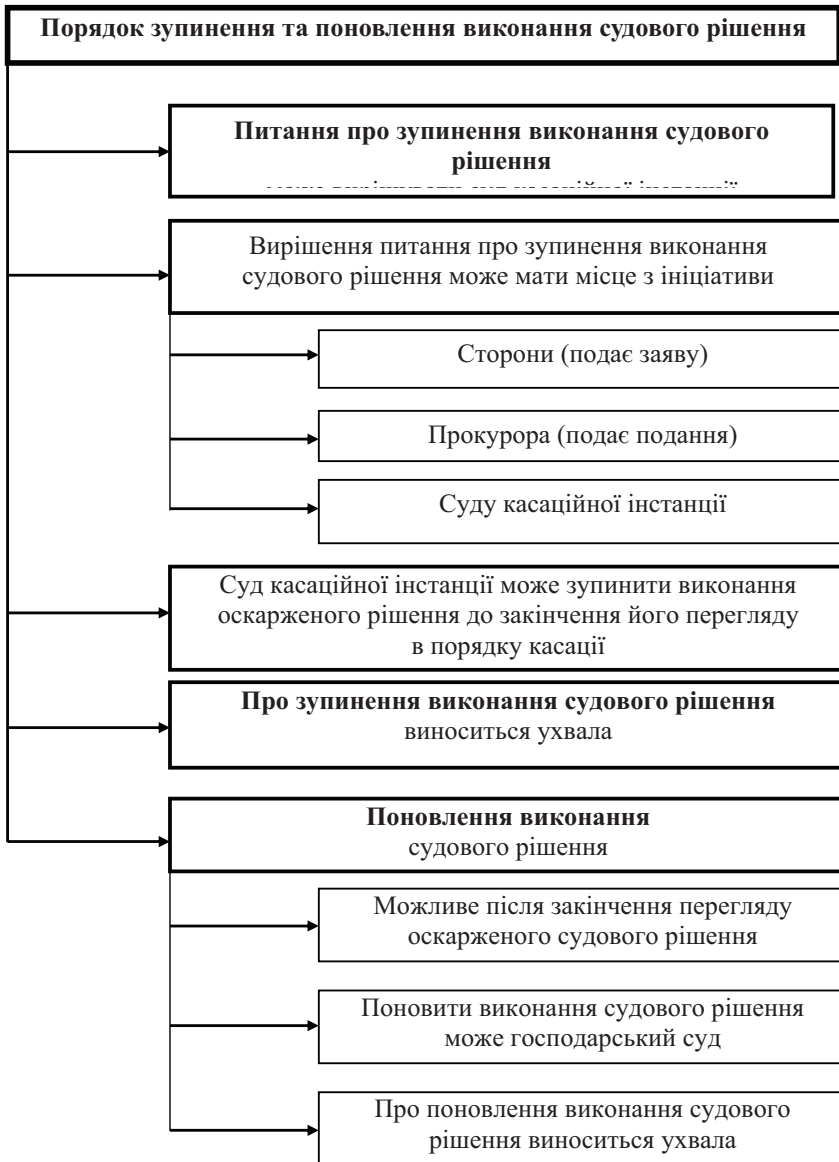 Порядок зупинення та поновлення виконання судового рішення
Питання про зупинення виконання судового
рішення
Вирішення питання про зупинення виконання
судового рішення може мати місце з ініціативи
Сторони (подає заяву)
Прокурора (подає подання)
Суду касаційної інстанції
Суд касаційної інстанції може зупинити виконання
оскарженого рішення до закінчення його перегляду
в порядку касації
Про зупинення виконання судового рішення
виноситься ухвала
Поновлення виконання
судового рішення
Можливе після закінчення перегляду
оскарженого судового рішення
Поновити виконання судового рішення
може господарський суд
Про поновлення виконання судового
рішення виноситься ухвала